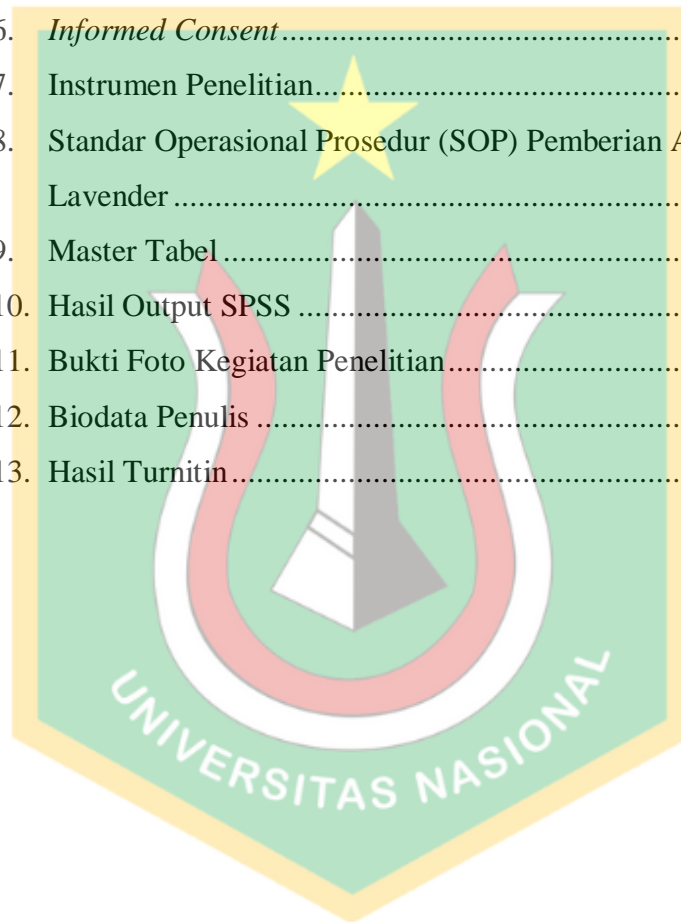 6. Informed Consent
7. Instrumen Penelitian
8. Standar Operasional Prosedur (SOP) Pemberian A
Lavender
9. Master Tabel
10. Hasil Output SPSS
11. Bukti Foto Kegiatan Penelitian
12. Biodata Penulis
13. Hasil Turnitin
UNIVERSITAS NASIONAL